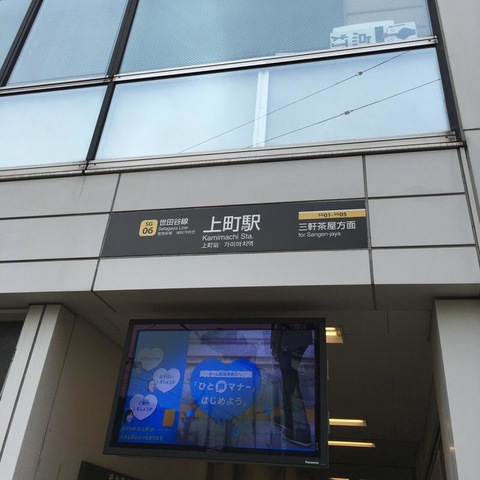 SG
06
世田谷線
Setagaya Line
上町駅
Kamimachi Sta.
上町站 가미마치역
SG01-SG05
三軒茶屋方面
for Sangen-jaya
「ひと声マナー」
はじめよう。
Panasonic